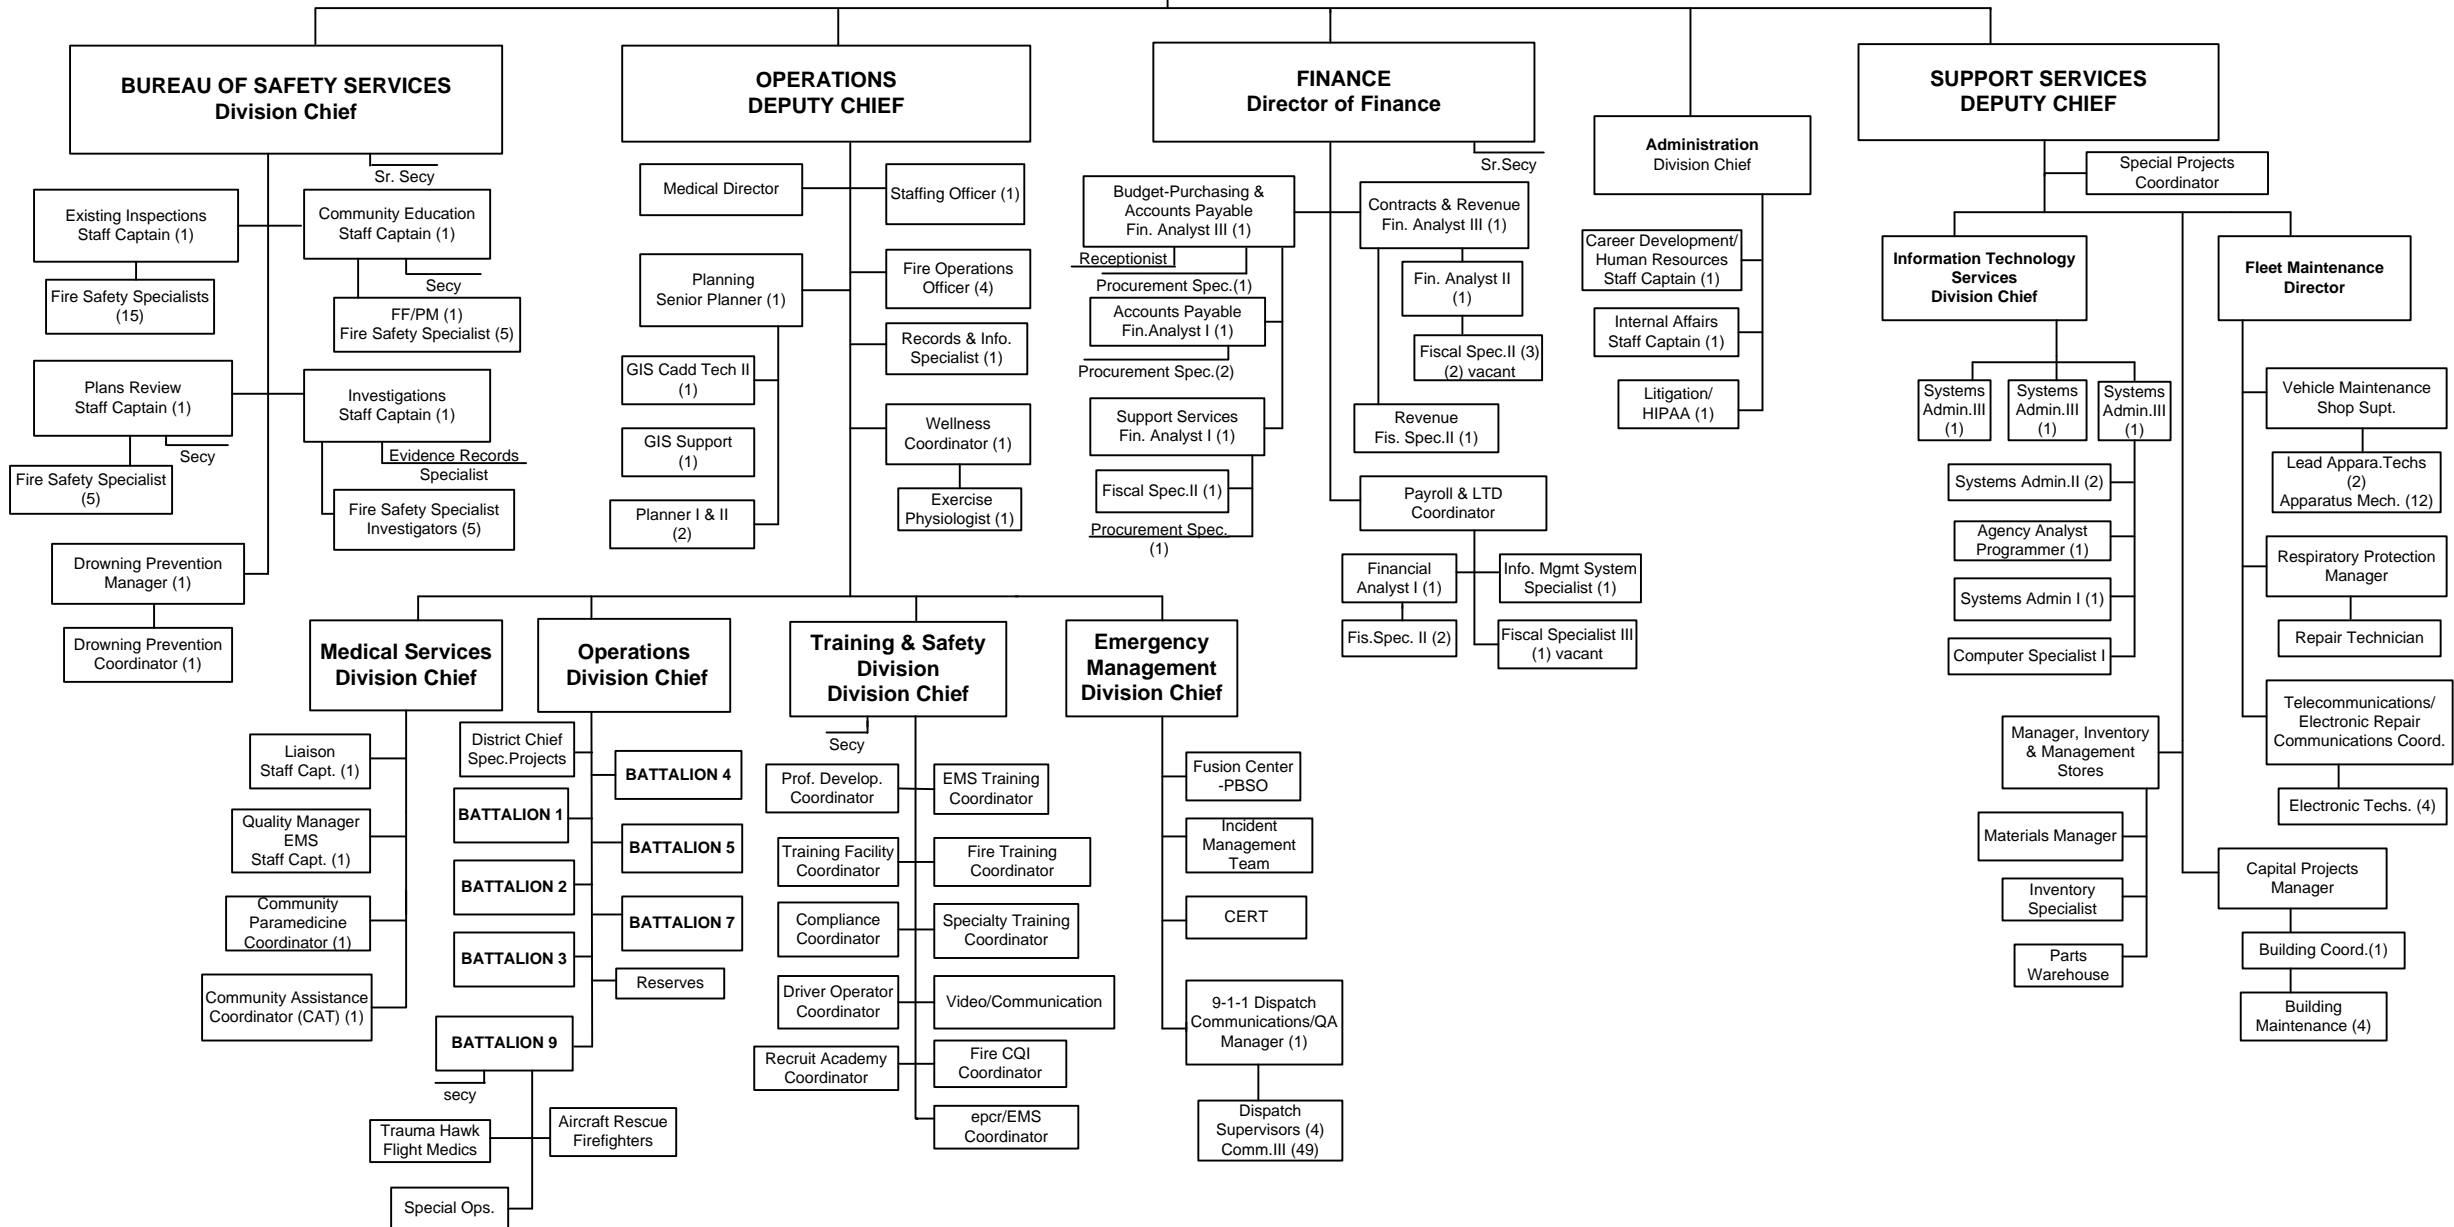 BUREAU OF SAFETY SERVICES
Division Chief
Sr. Secy
Existing Inspections
Staff Captain (1)
Fire Safety Specialists
(15)
Community Education
Staff Captain (1)
Secy
FF/PM (1)
Fire Safety Specialist (5)
Plans Review
Staff Captain (1)
Secy
Fire Safety Specialist
(5)
Investigations
Staff Captain (1)
Evidence Records
Specialist
Fire Safety Specialist
Investigators (5)
Drowning Prevention
Manager (1)
Drowning Prevention
Coordinator (1)
OPERATIONS
DEPUTY CHIEF
Medical Director
Staffing Officer (1)
Planning
Senior Planner (1)
Fire Operations
Officer (4)
Records & Info.
Specialist (1)
GIS Cadd Tech II
(1)
GIS Support
(1)
Planner I & II
(2)
Wellness
Coordinator (1)
Exercise
Physiologist (1)
Medical Services
Division Chief
Liaison
Staff Capt. (1)
Quality Manager
EMS
Staff Capt. (1)
Community
Paramedicine
Coordinator (1)
Community Assistance
Coordinator (CAT) (1)
Operations
Division Chief
District Chief
Spec.Projects
BATTALION 4
BATTALION 1
BATTALION 5
BATTALION 2
BATTALION 7
BATTALION 3
Reserves
BATTALION 9
secy
Trauma Hawk
Flight Medics
Aircraft Rescue
Firefighters
Special Ops.
Training & Safety
Division
Division Chief
Secy
Prof. Develop.
Coordinator
EMS Training
Coordinator
Training Facility
Coordinator
Fire Training
Coordinator
Compliance
Coordinator
Specialty Training
Coordinator
Driver Operator
Coordinator
Video/Communication
Recruit Academy
Coordinator
Fire CQI
Coordinator
epcr/EMS
Coordinator
Emergency
Management
Division Chief
Fusion Center
-PBSO
Incident
Management
Team
CERT
9-1-1 Dispatch
Communications/QA
Manager (1)
Dispatch
Supervisors (4)
Comm.III (49)
FINANCE
Director of Finance
Sr.Secy
Budget-Purchasing &
Accounts Payable
Fin. Analyst III (1)
Receptionist
Procurement Spec.(1)
Accounts Payable
Fin.Analyst I (1)
Procurement Spec.(2)
Support Services
Fin. Analyst I (1)
Fiscal Spec.II (1)
Procurement Spec.
(1)
Contracts & Revenue
Fin. Analyst III (1)
Fin. Analyst II
(1)
Fiscal Spec.II (3)
(2) vacant
Revenue
Fis. Spec.II (1)
Payroll & LTD
Coordinator
Financial
Analyst I (1)
Info. Mgmt System
Specialist (1)
Fis.Spec. II (2)
Fiscal Specialist III
(1) vacant
Administration
Division Chief
Career Development/
Human Resources
Staff Captain (1)
Internal Affairs
Staff Captain (1)
Litigation/
HIPAA (1)
SUPPORT SERVICES
DEPUTY CHIEF
Special Projects
Coordinator
Information Technology
Services
Division Chief
Systems
Admin.III
(1)
Systems
Admin.III
(1)
Systems
Admin.III
(1)
Systems Admin.II (2)
Agency Analyst
Programmer (1)
Systems Admin I (1)
Computer Specialist I
Manager, Inventory
& Management
Stores
Materials Manager
Inventory
Specialist
Parts
Warehouse
Fleet Maintenance
Director
Vehicle Maintenance
Shop Supt.
Lead Appara.Techs
(2)
Apparatus Mech. (12)
Respiratory Protection
Manager
Repair Technician
Telecommunications/
Electronic Repair
Communications Coord.
Electronic Techs. (4)
Capital Projects
Manager
Building Coord.(1)
Building
Maintenance (4)